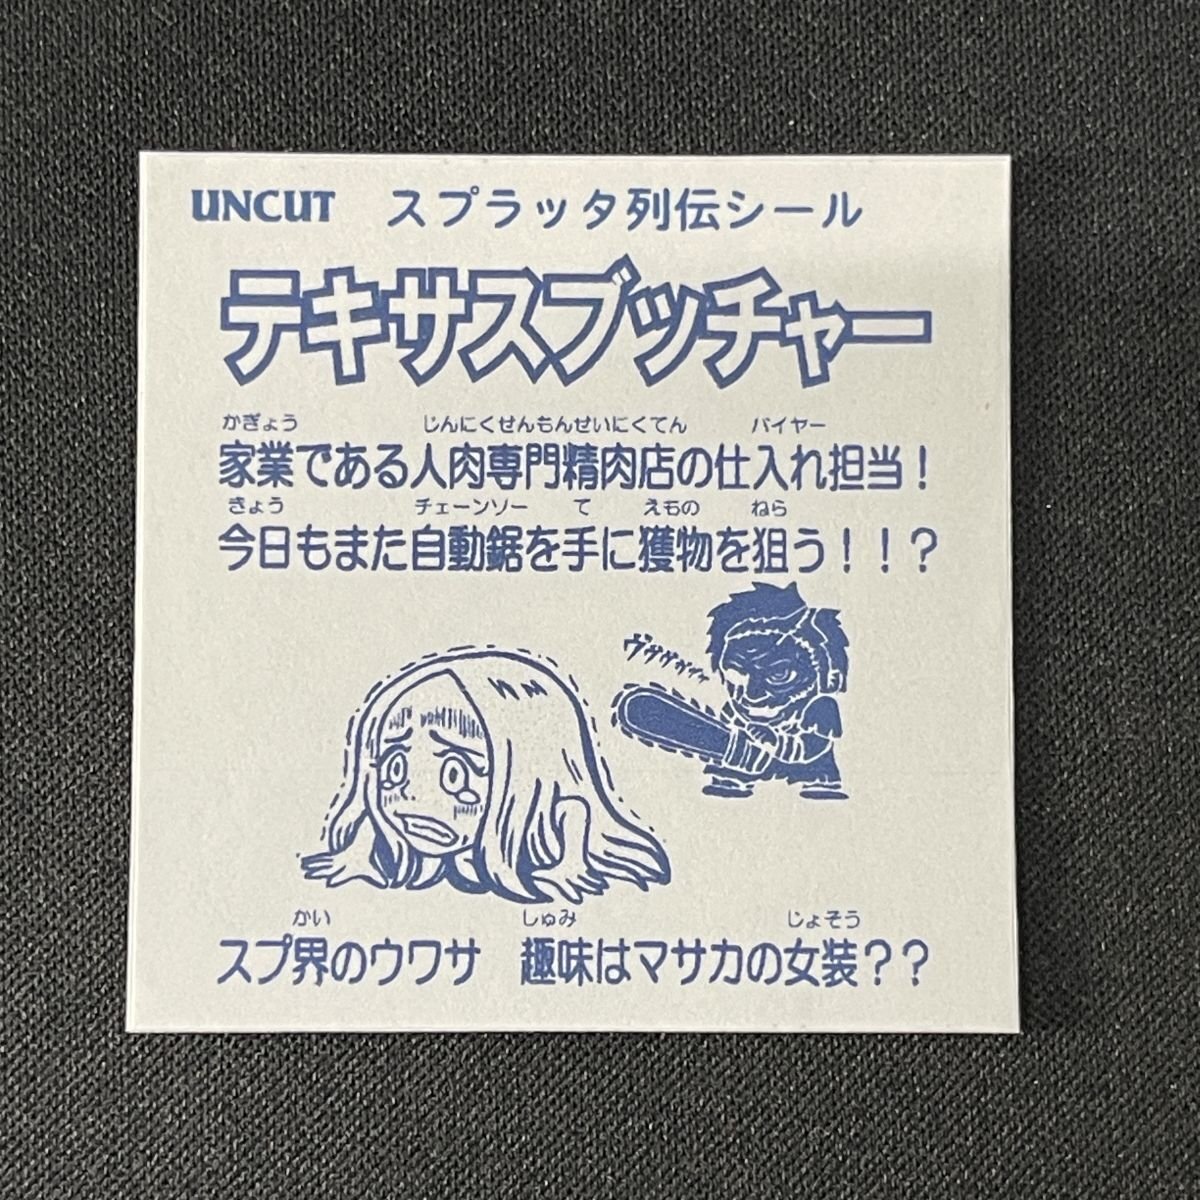 UNCUT スプラッタ列伝シール
テキサスブッチャー
かぎょう じんにくせんもんせいにくてん バイヤー
家業である人肉専門精肉店の仕入れ担当！
きょう チェーンソー て えもの ねら
今日もまた自動鋸を手に獲物を狙う！！？
ヴヴヴヴヴヴ
かい しゅみ じょそう
スプ界のウワサ 趣味はマサカの女装？？